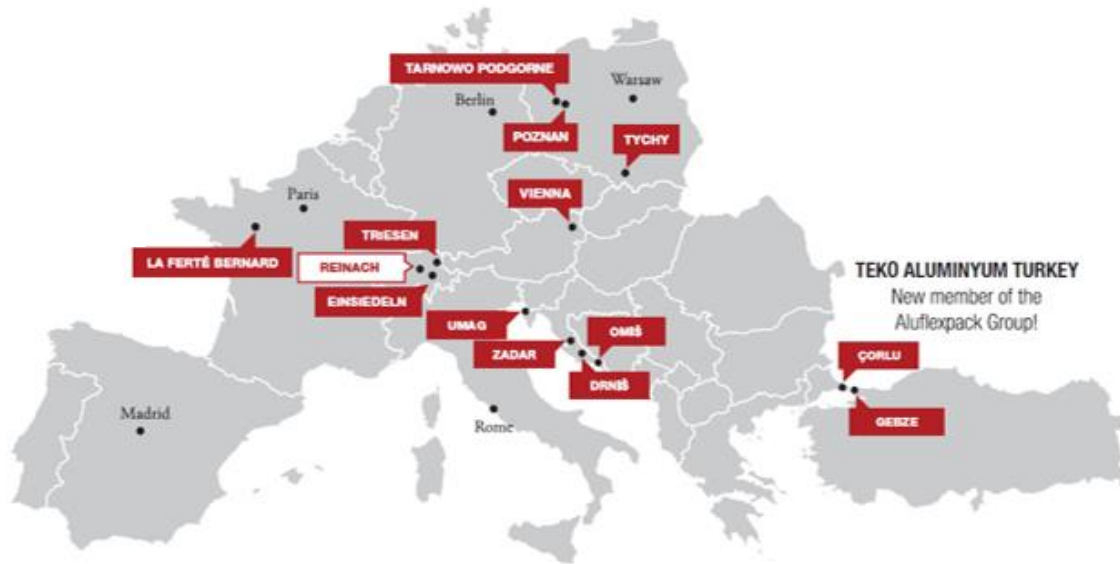 TARNOWO PODGORNE
Warsaw
Berlin
POZNAN
TYCHY
VIENNA
Paris
TRIESEN
LA FERTÉ BERNARD
REINACH
EINSIEDELN
TEKO ALUMINYUM TURKEY
New member of the
Aluflexpack Group!
UMAG
OMIŠ
ZADAR
ÇORLU
DRNIŠ
Madrid
Rome
GEBZE